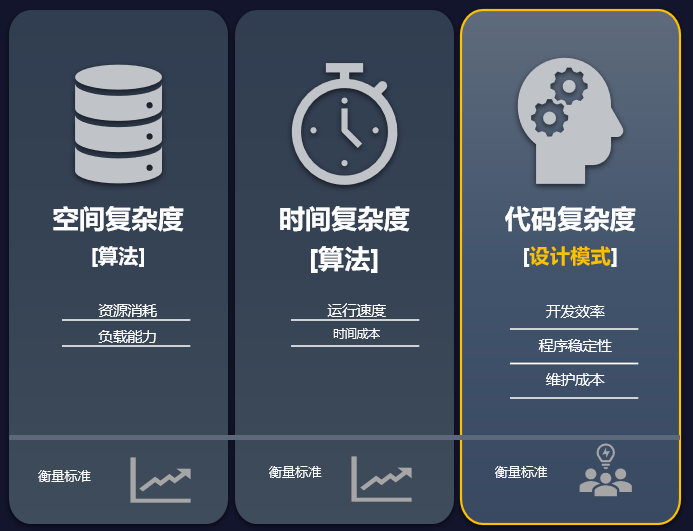 空间复杂度
[算法]
资源消耗
负载能力
衡量标准
时间复杂度
[算法]
运行速度
时间成本
衡量标准
代码复杂度
[设计模式]
开发效率
程序稳定性
维护成本
衡量标准